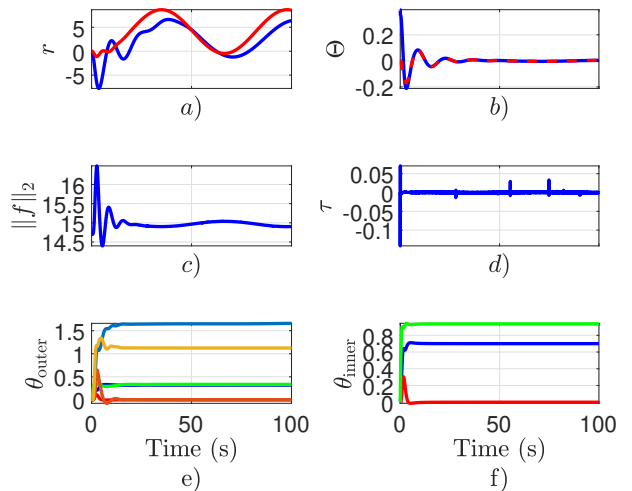 r
5
0
-5
a)
Θ
0.2
0
-0.2
b)
||f||₂
16
15.5
15
14.5
c)
τ
0.05
0
-0.05
-0.1
d)
θouter
1.5
1
0.5
0
0 50 100
Time (s)
e)
θinner
0.8
0.6
0.4
0.2
0
0 50 100
Time (s)
f)